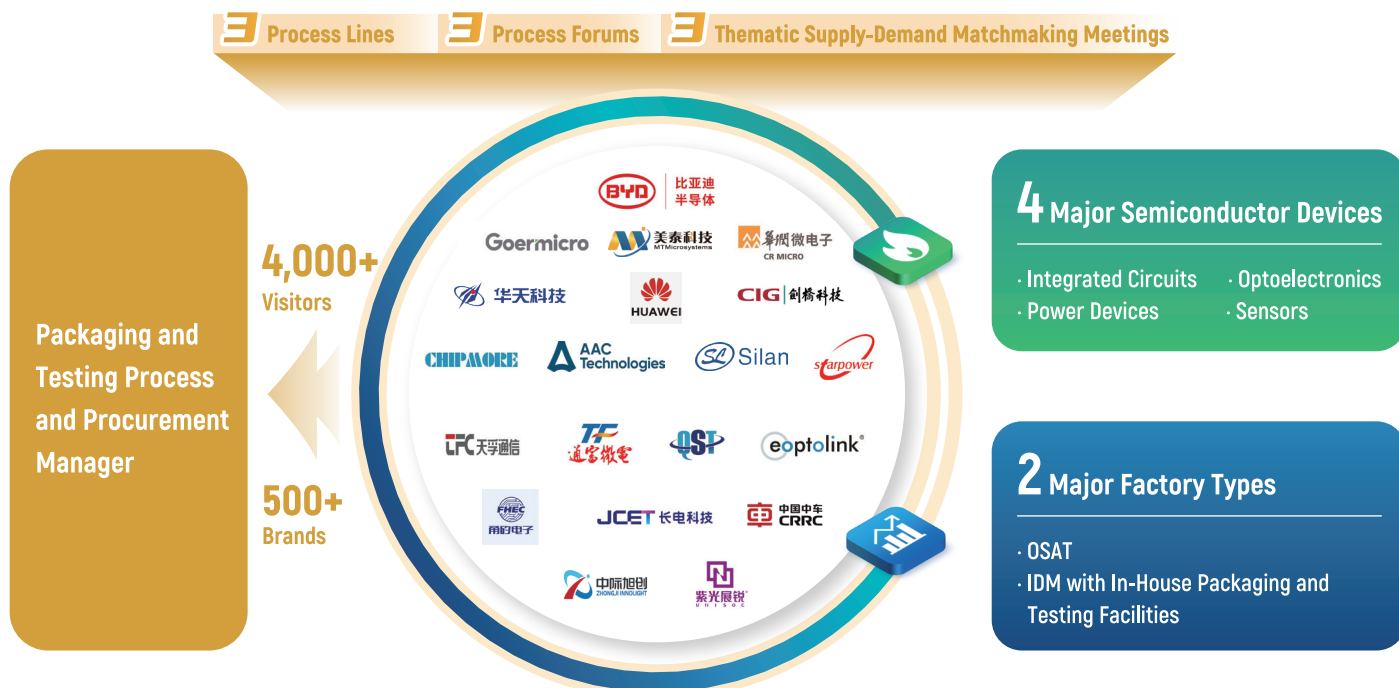 3 Process Lines 3 Process Forums 3 Thematic Supply-Demand Matchmaking Meetings
Packaging and
Testing Process
and Procurement
Manager
4,000+
Visitors
500+
Brands
BYD 比亚迪
半导体
Goermicro
美泰科技
MTMicrosystems
华润微电子
CR MICRO
华天科技
HUAWEI
CIG 剑桥科技
CHIPMORE
AAC
Technologies
SL Silan
starpower
TFC 天孚通信
TF
通富微電
QST
eoptolink®
FHEC
甬矽电子
JCET 长电科技
中国中车
CRRC
中际旭创
ZHONGJI INNOLIGHT
紫光展锐®
UNISOC
4 Major Semiconductor Devices
· Integrated Circuits · Optoelectronics
· Power Devices · Sensors
2 Major Factory Types
· OSAT
· IDM with In-House Packaging and
Testing Facilities